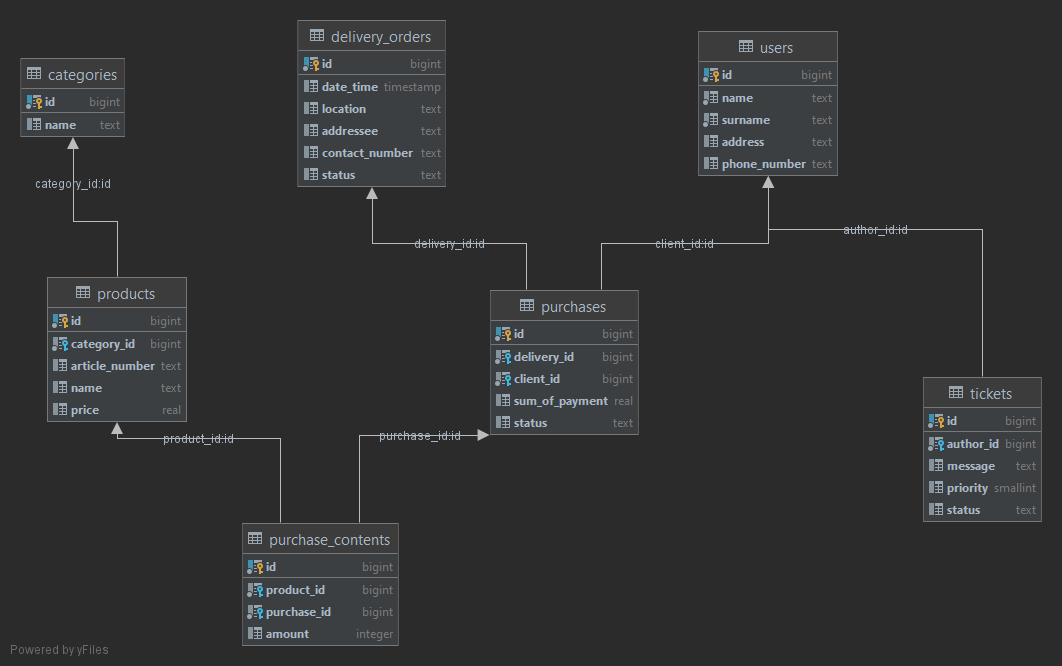 delivery_orders
id bigint
date_time timestamp
location text
addressee text
contact_number text
status text
users
id bigint
name text
surname text
address text
phone_number text
categories
id bigint
name text
category_id:id
delivery_id:id
client_id:id
author_id:id
products
id bigint
category_id bigint
article_number text
name text
price real
purchases
id bigint
delivery_id bigint
client_id bigint
sum_of_payment real
status text
tickets
id bigint
author_id bigint
message text
priority smallint
status text
product_id:id
purchase_id:id
purchase_contents
id bigint
product_id bigint
purchase_id bigint
amount integer
Powered by yFiles